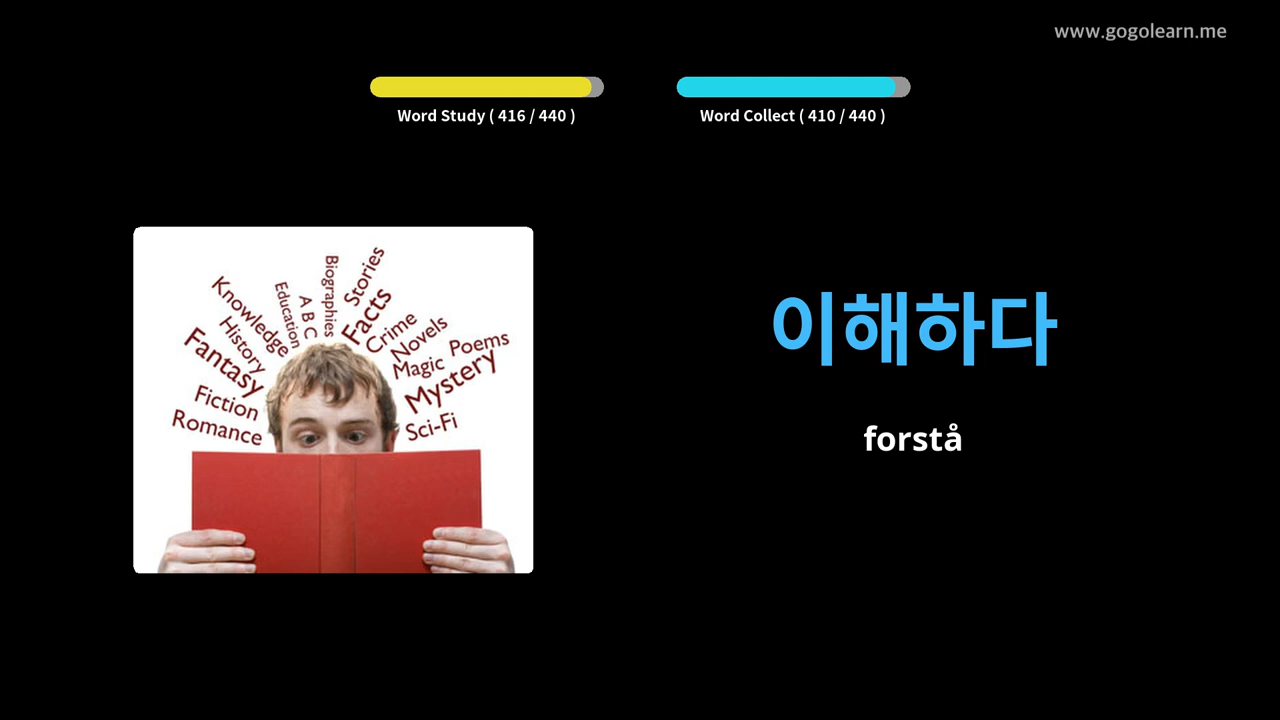 www.gogolearn.me
Word Study ( 416 / 440 )
Word Collect ( 410 / 440 )
Biographies
Stories
Education
A B C
Facts
Knowledge
Crime
History
Novels
Poems
Fantasy
Magic
Mystery
Fiction
Romance
Sci-Fi
이해하다
forstå